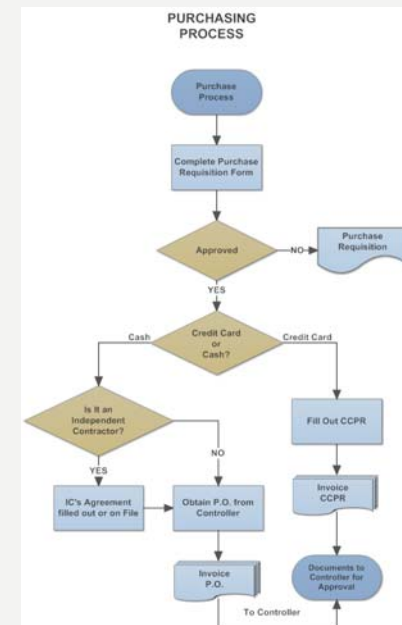 PURCHASING
PROCESS
Purchase
Process
Complete Purchase
Requisition Form
Approved
NO
Purchase
Requisition
YES
Credit Card
or
Cash?
Cash
Credit Card
Is It an
Independent
Contractor?
Fill Out CCPR
NO
YES
IC's Agreement
filled out or on File
Obtain P.O. from
Controller
Invoice
CCPR
Invoice
P.O.
Documents to
Controller for
Approval
To Controller